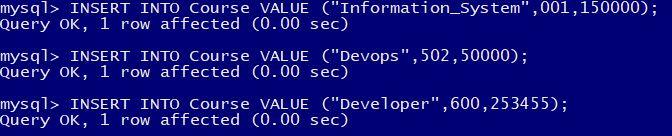 mysql> INSERT INTO Course VALUE ("Information_System",001,150000);
Query OK, 1 row affected (0.00 sec)
mysql> INSERT INTO Course VALUE ("Devops",502,50000);
Query OK, 1 row affected (0.00 sec)
mysql> INSERT INTO Course VALUE ("Developer",600,253455);
Query OK, 1 row affected (0.00 sec)